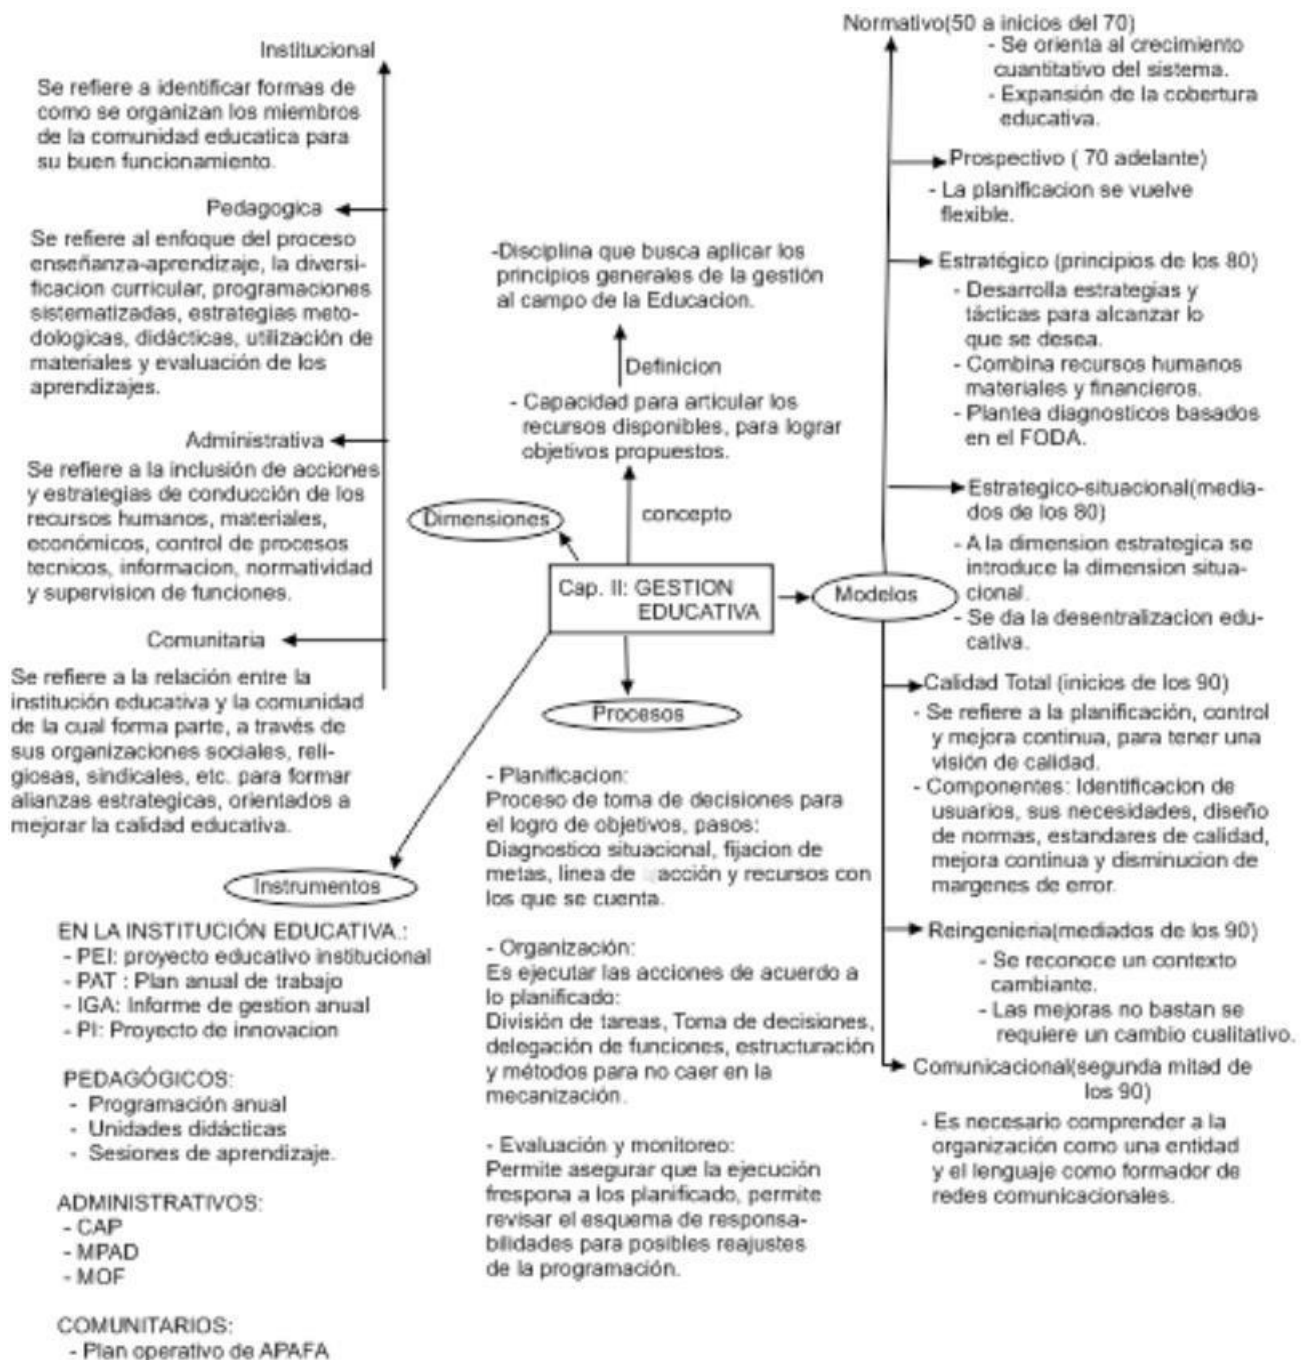 Institucional
Se refiere a identificar formas de
como se organizan los miembros
de la comunidad educatica para
su buen funcionamiento.
Pedagogica
Se refiere al enfoque del proceso
enseñanza-aprendizaje, la diversi-
ficacion curricular, programaciones
sistematizadas, estrategias meto-
dologicas, didácticas, utilización de
materiales y evaluación de los
aprendizajes.
Administrativa
Se refiere a la inclusión de acciones
y estrategias de conducción de los
recursos humanos, materiales,
económicos, control de procesos
tecnicos, informacion, normatividad
y supervision de funciones.
Comunitaria
Se refiere a la relación entre la
institución educativa y la comunidad
de la cual forma parte, a través de
sus organizaciones sociales, reli-
giosas, sindicales, etc. para formar
alianzas estrategicas, orientados a
mejorar la calidad educativa.
Dimensiones
-Disciplina que busca aplicar los
principios generales de la gestión
al campo de la Educacion.
Definicion
- Capacidad para articular los
recursos disponibles, para lograr
objetivos propuestos.
concepto
Cap. II: GESTION
EDUCATIVA
Modelos
Procesos
Instrumentos
EN LA INSTITUCIÓN EDUCATIVA.:
- PEI: proyecto educativo institucional
- PAT : Plan anual de trabajo
- IGA: Informe de gestion anual
- PI: Proyecto de innovacion
PEDAGÓGICOS:
- Programación anual
- Unidades didácticas
- Sesiones de aprendizaje.
ADMINISTRATIVOS:
- CAP
- MPAD
- MOF
COMUNITARIOS:
- Plan operativo de APAFA
- Planificacion:
Proceso de toma de decisiones para
el logro de objetivos, pasos:
Diagnostico situacional, fijacion de
metas, linea de acción y recursos con
los que se cuenta.
- Organización:
Es ejecutar las acciones de acuerdo a
lo planificado:
División de tareas, Toma de decisiones,
delegación de funciones, estructuración
y métodos para no caer en la
mecanización.
- Evaluación y monitoreo:
Permite asegurar que la ejecución
frespona a los planificado, permite
revisar el esquema de responsa-
bilidades para posibles reajustes
de la programación.
Normativo(50 a inicios del 70)
- Se orienta al crecimiento
cuantitativo del sistema.
- Expansión de la cobertura
educativa.
Prospectivo ( 70 adelante)
- La planificacion se vuelve
flexible.
Estratégico (principios de los 80)
- Desarrolla estrategias y
tácticas para alcanzar lo
que se desea.
- Combina recursos humanos
materiales y financieros.
- Plantea diagnosticos basados
en el FODA.
Estrategico-situacional(media-
dos de los 80)
- A la dimension estrategica se
introduce la dimension situa-
cional.
- Se da la desentralizacion edu-
cativa.
Calidad Total (inicios de los 90)
- Se refiere a la planificación, control
y mejora continua, para tener una
visión de calidad.
- Componentes: Identificacion de
usuarios, sus necesidades, diseño
de normas, estandares de calidad,
mejora continua y disminucion de
margenes de error.
Reingenieria(mediados de los 90)
- Se reconoce un contexto
cambiante.
- Las mejoras no bastan se
requiere un cambio cualitativo.
Comunicacional(segunda mitad de
los 90)
- Es necesario comprender a la
organización como una entidad
y el lenguaje como formador de
redes comunicacionales.